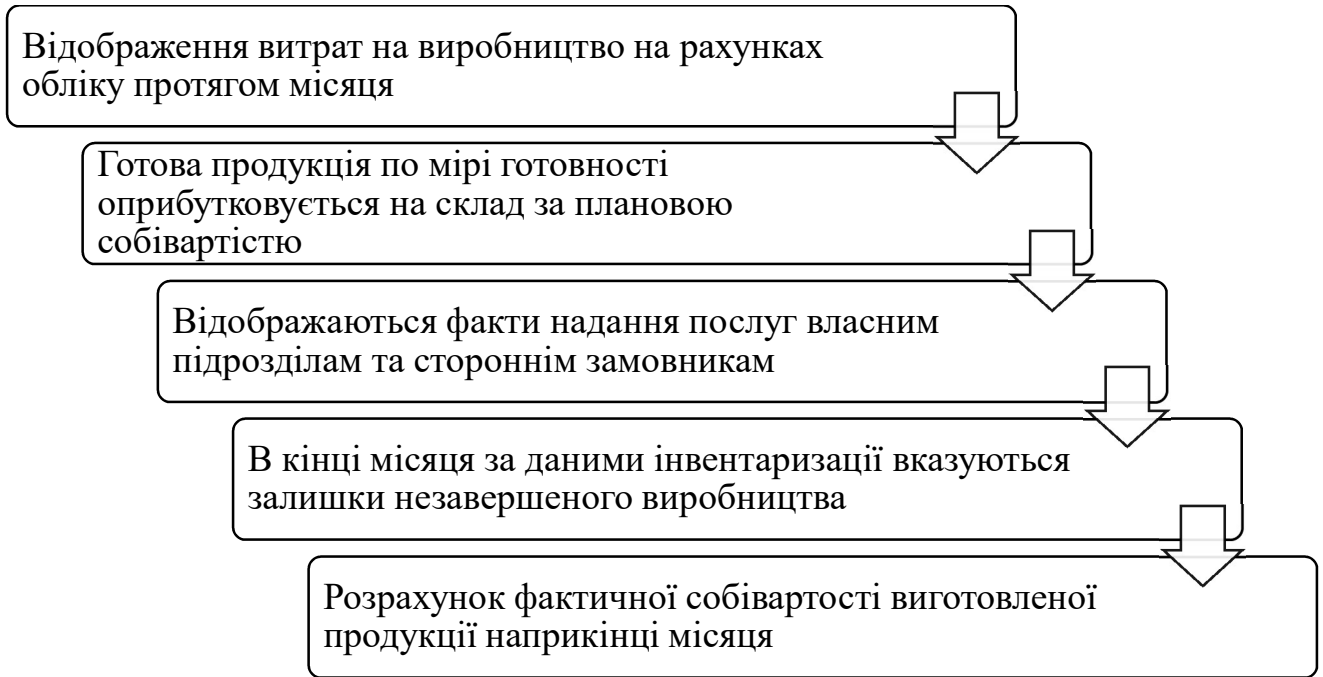 Відображення витрат на виробництво на рахунках
обліку протягом місяця
Готова продукція по мірі готовності
оприбутковується на склад за плановою
собівартістю
Відображаються факти надання послуг власним
підрозділам та стороннім замовникам
В кінці місяця за даними інвентаризації вказуються
залишки незавершеного виробництва
Розрахунок фактичної собівартості виготовленої
продукції наприкінці місяця